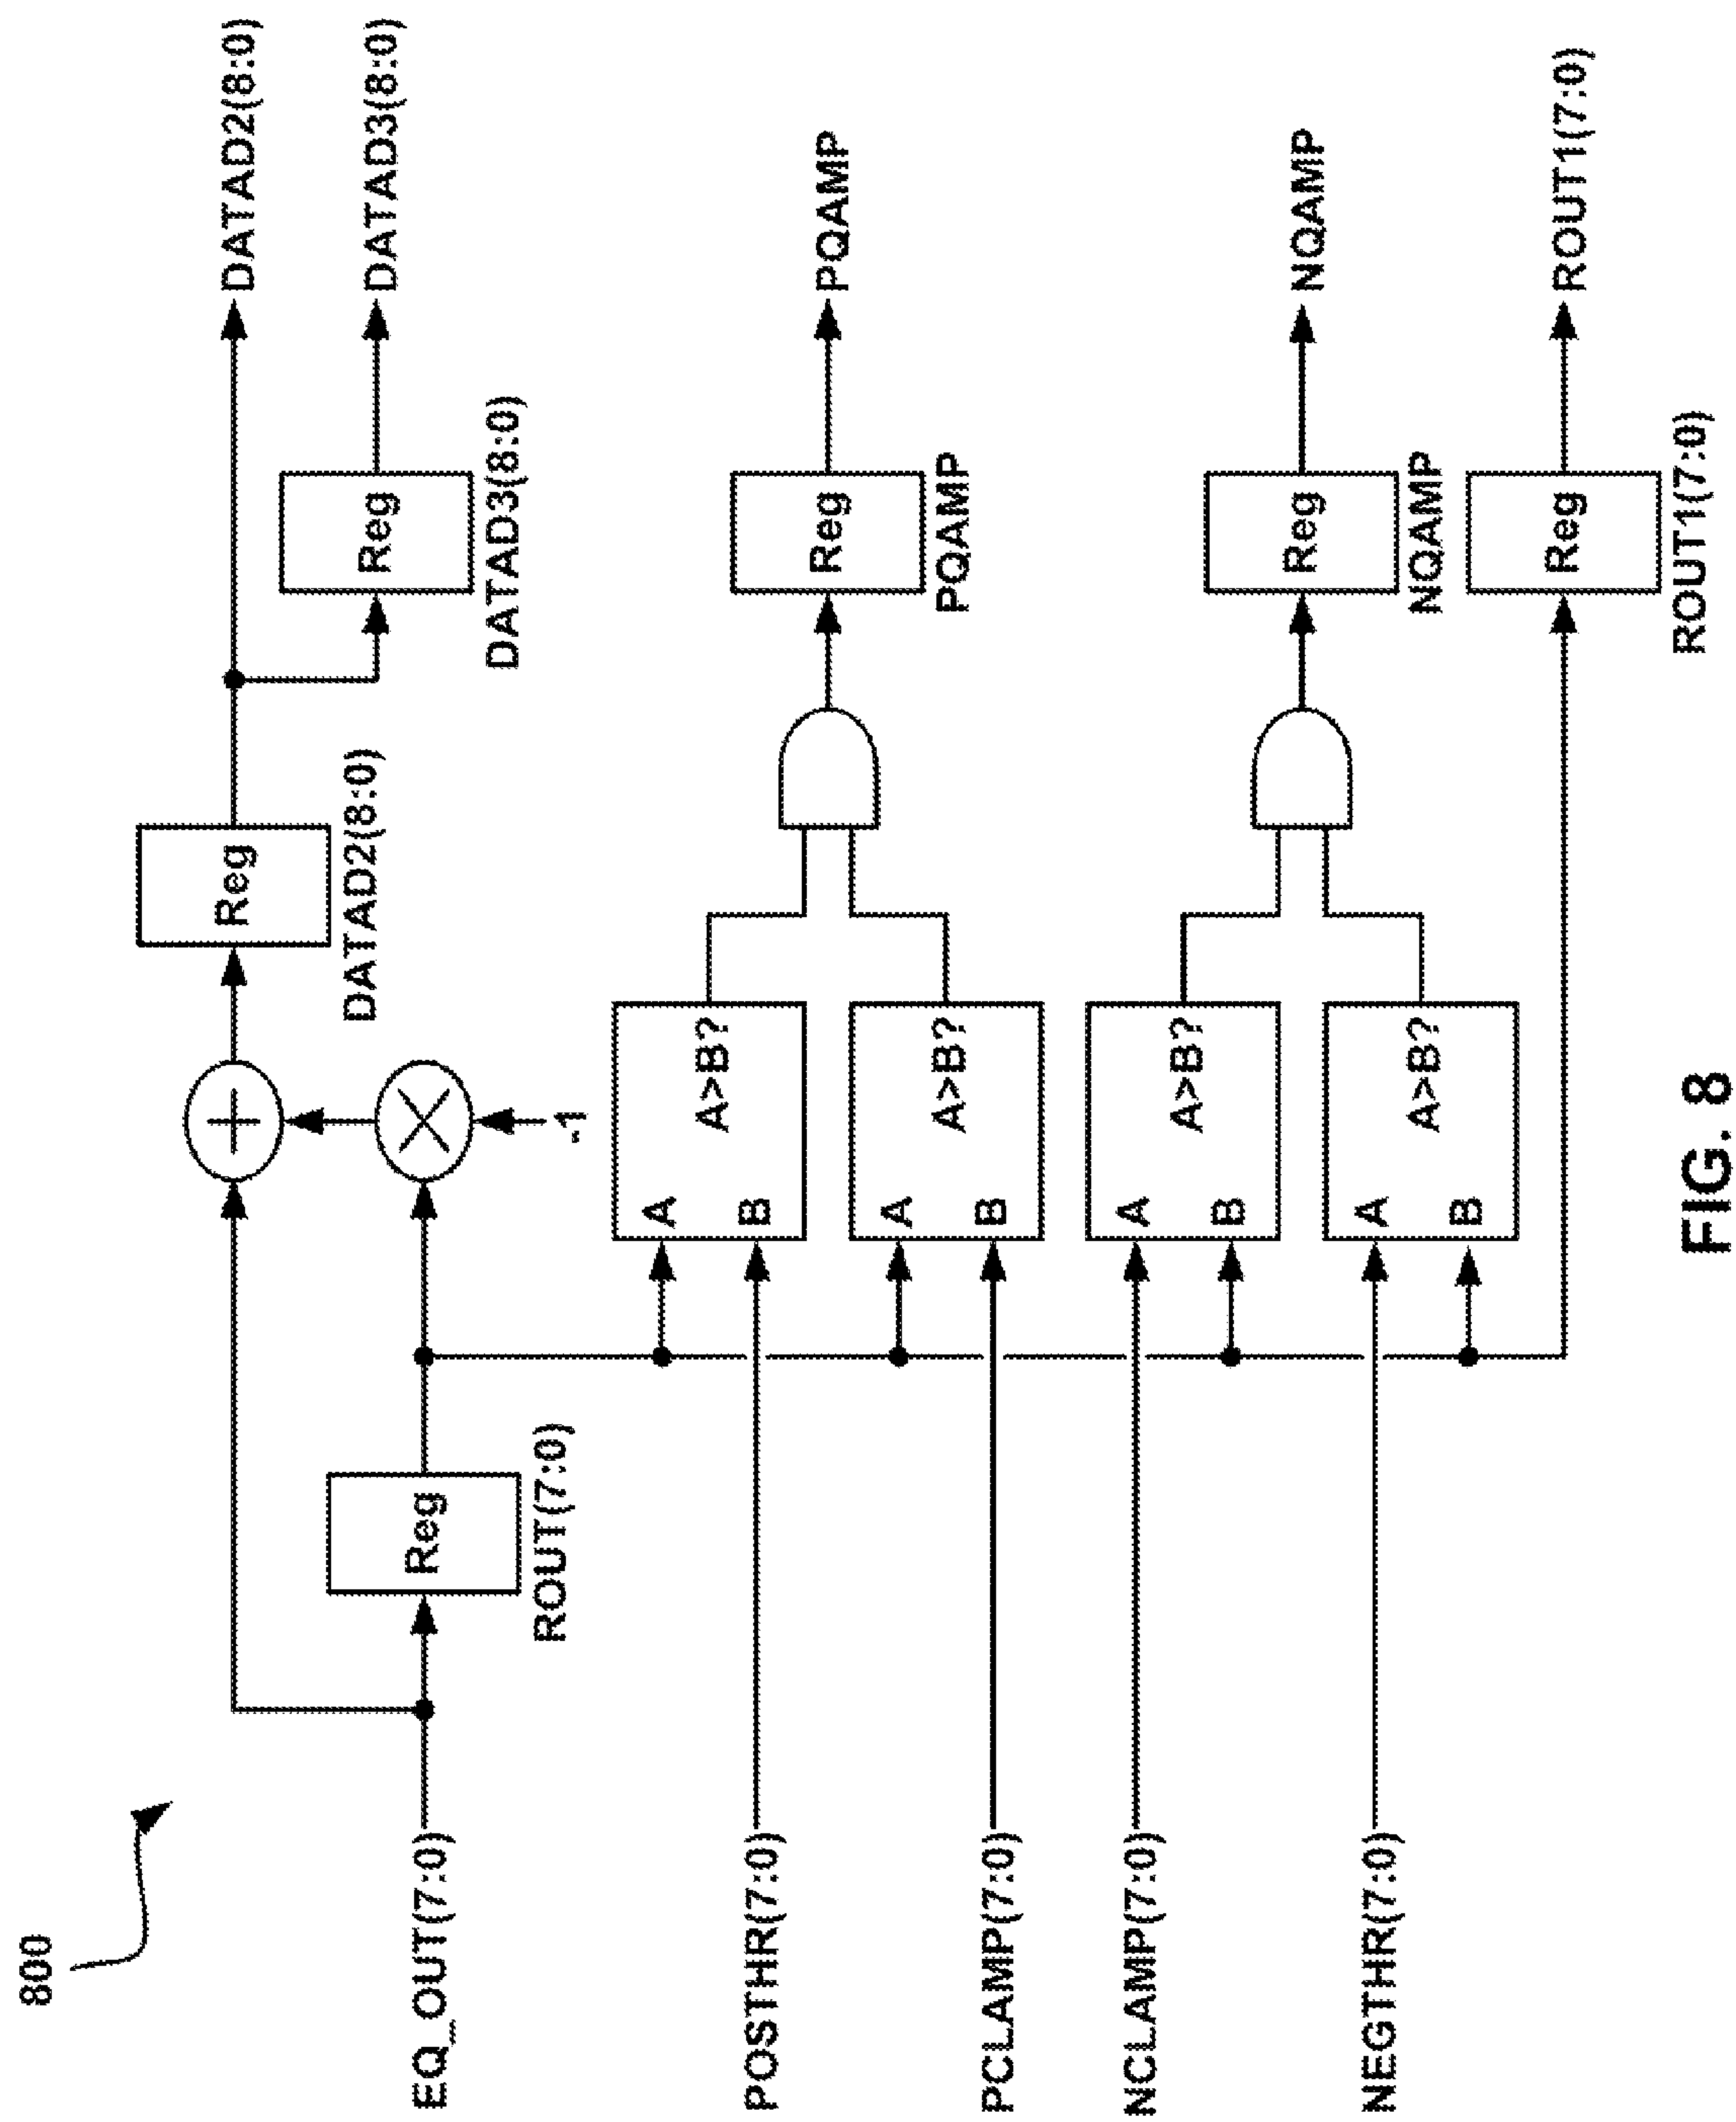 800
EQ_OUT(7:0)
Reg
ROUT(7:0)
-1
Reg
DATAD2(8:0)
DATAD2(8:0)
Reg
DATAD3(8:0)
DATAD3(8:0)
POSTHR(7:0)
A
B
A>B?
PCLAMP(7:0)
A
B
A>B?
Reg
PQAMP
PQAMP
NCLAMP(7:0)
A
B
A>B?
NEGTHR(7:0)
A
B
A>B?
Reg
NQAMP
NQAMP
Reg
ROUT1(7:0)
ROUT1(7:0)
FIG. 8